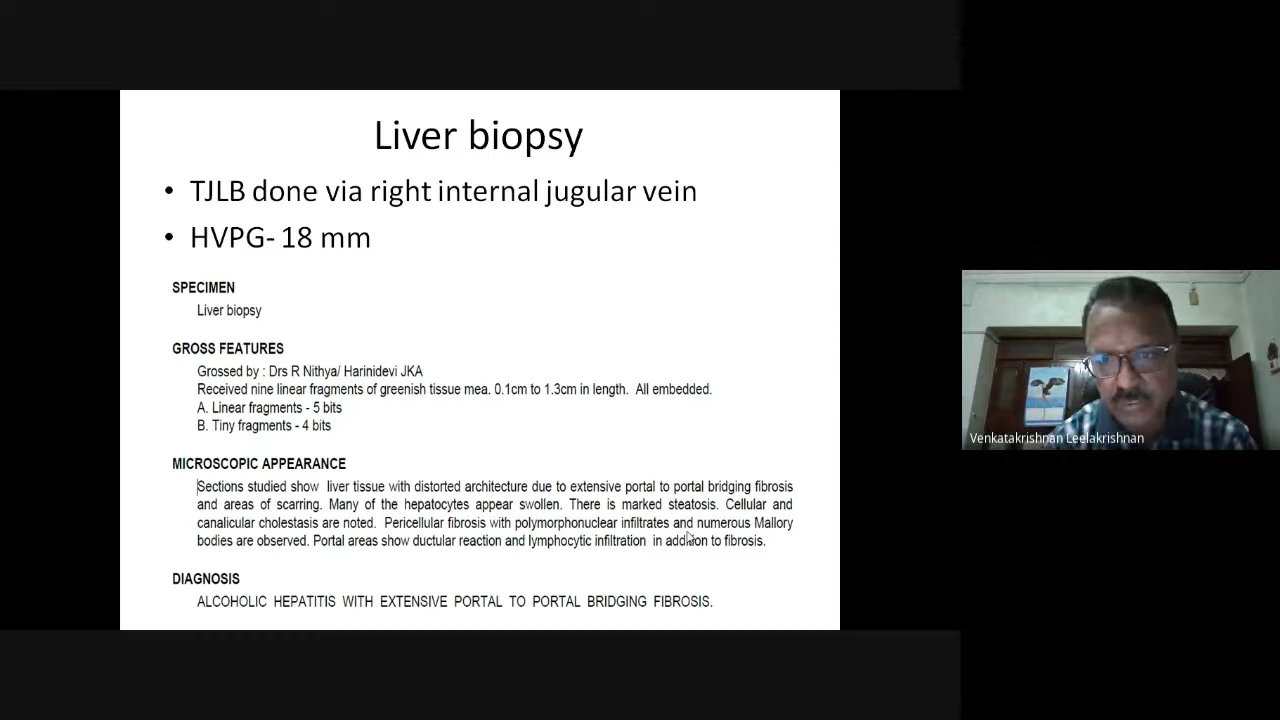 Liver biopsy
• TJLB done via right internal jugular vein
• HVPG- 18 mm
SPECIMEN
Liver biopsy
GROSS FEATURES
Grossed by : Drs R Nithya/ Harinidevi JKA
Received nine linear fragments of greenish tissue mea. 0.1cm to 1.3cm in length. All embedded.
A. Linear fragments - 5 bits
B. Tiny fragments - 4 bits
MICROSCOPIC APPEARANCE
Sections studied show liver tissue with distorted architecture due to extensive portal to portal bridging fibrosis
and areas of scarring. Many of the hepatocytes appear swollen. There is marked steatosis. Cellular and
canalicular cholestasis are noted. Pericellular fibrosis with polymorphonuclear infiltrates and numerous Mallory
bodies are observed. Portal areas show ductular reaction and lymphocytic infiltration in addition to fibrosis.
DIAGNOSIS
ALCOHOLIC HEPATITIS WITH EXTENSIVE PORTAL TO PORTAL BRIDGING FIBROSIS.
Venkatakrishnan Leelakrishnan